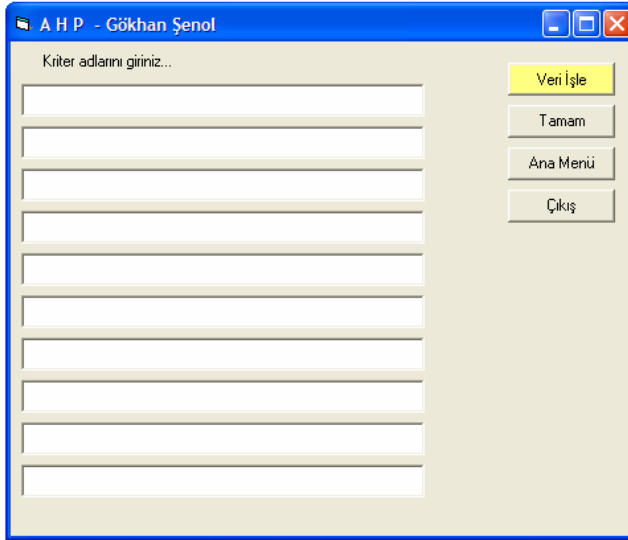 A H P - Gökhan Şenol
Kriter adlarını giriniz...
Veri İşle
Tamam
Ana Menü
Çıkış